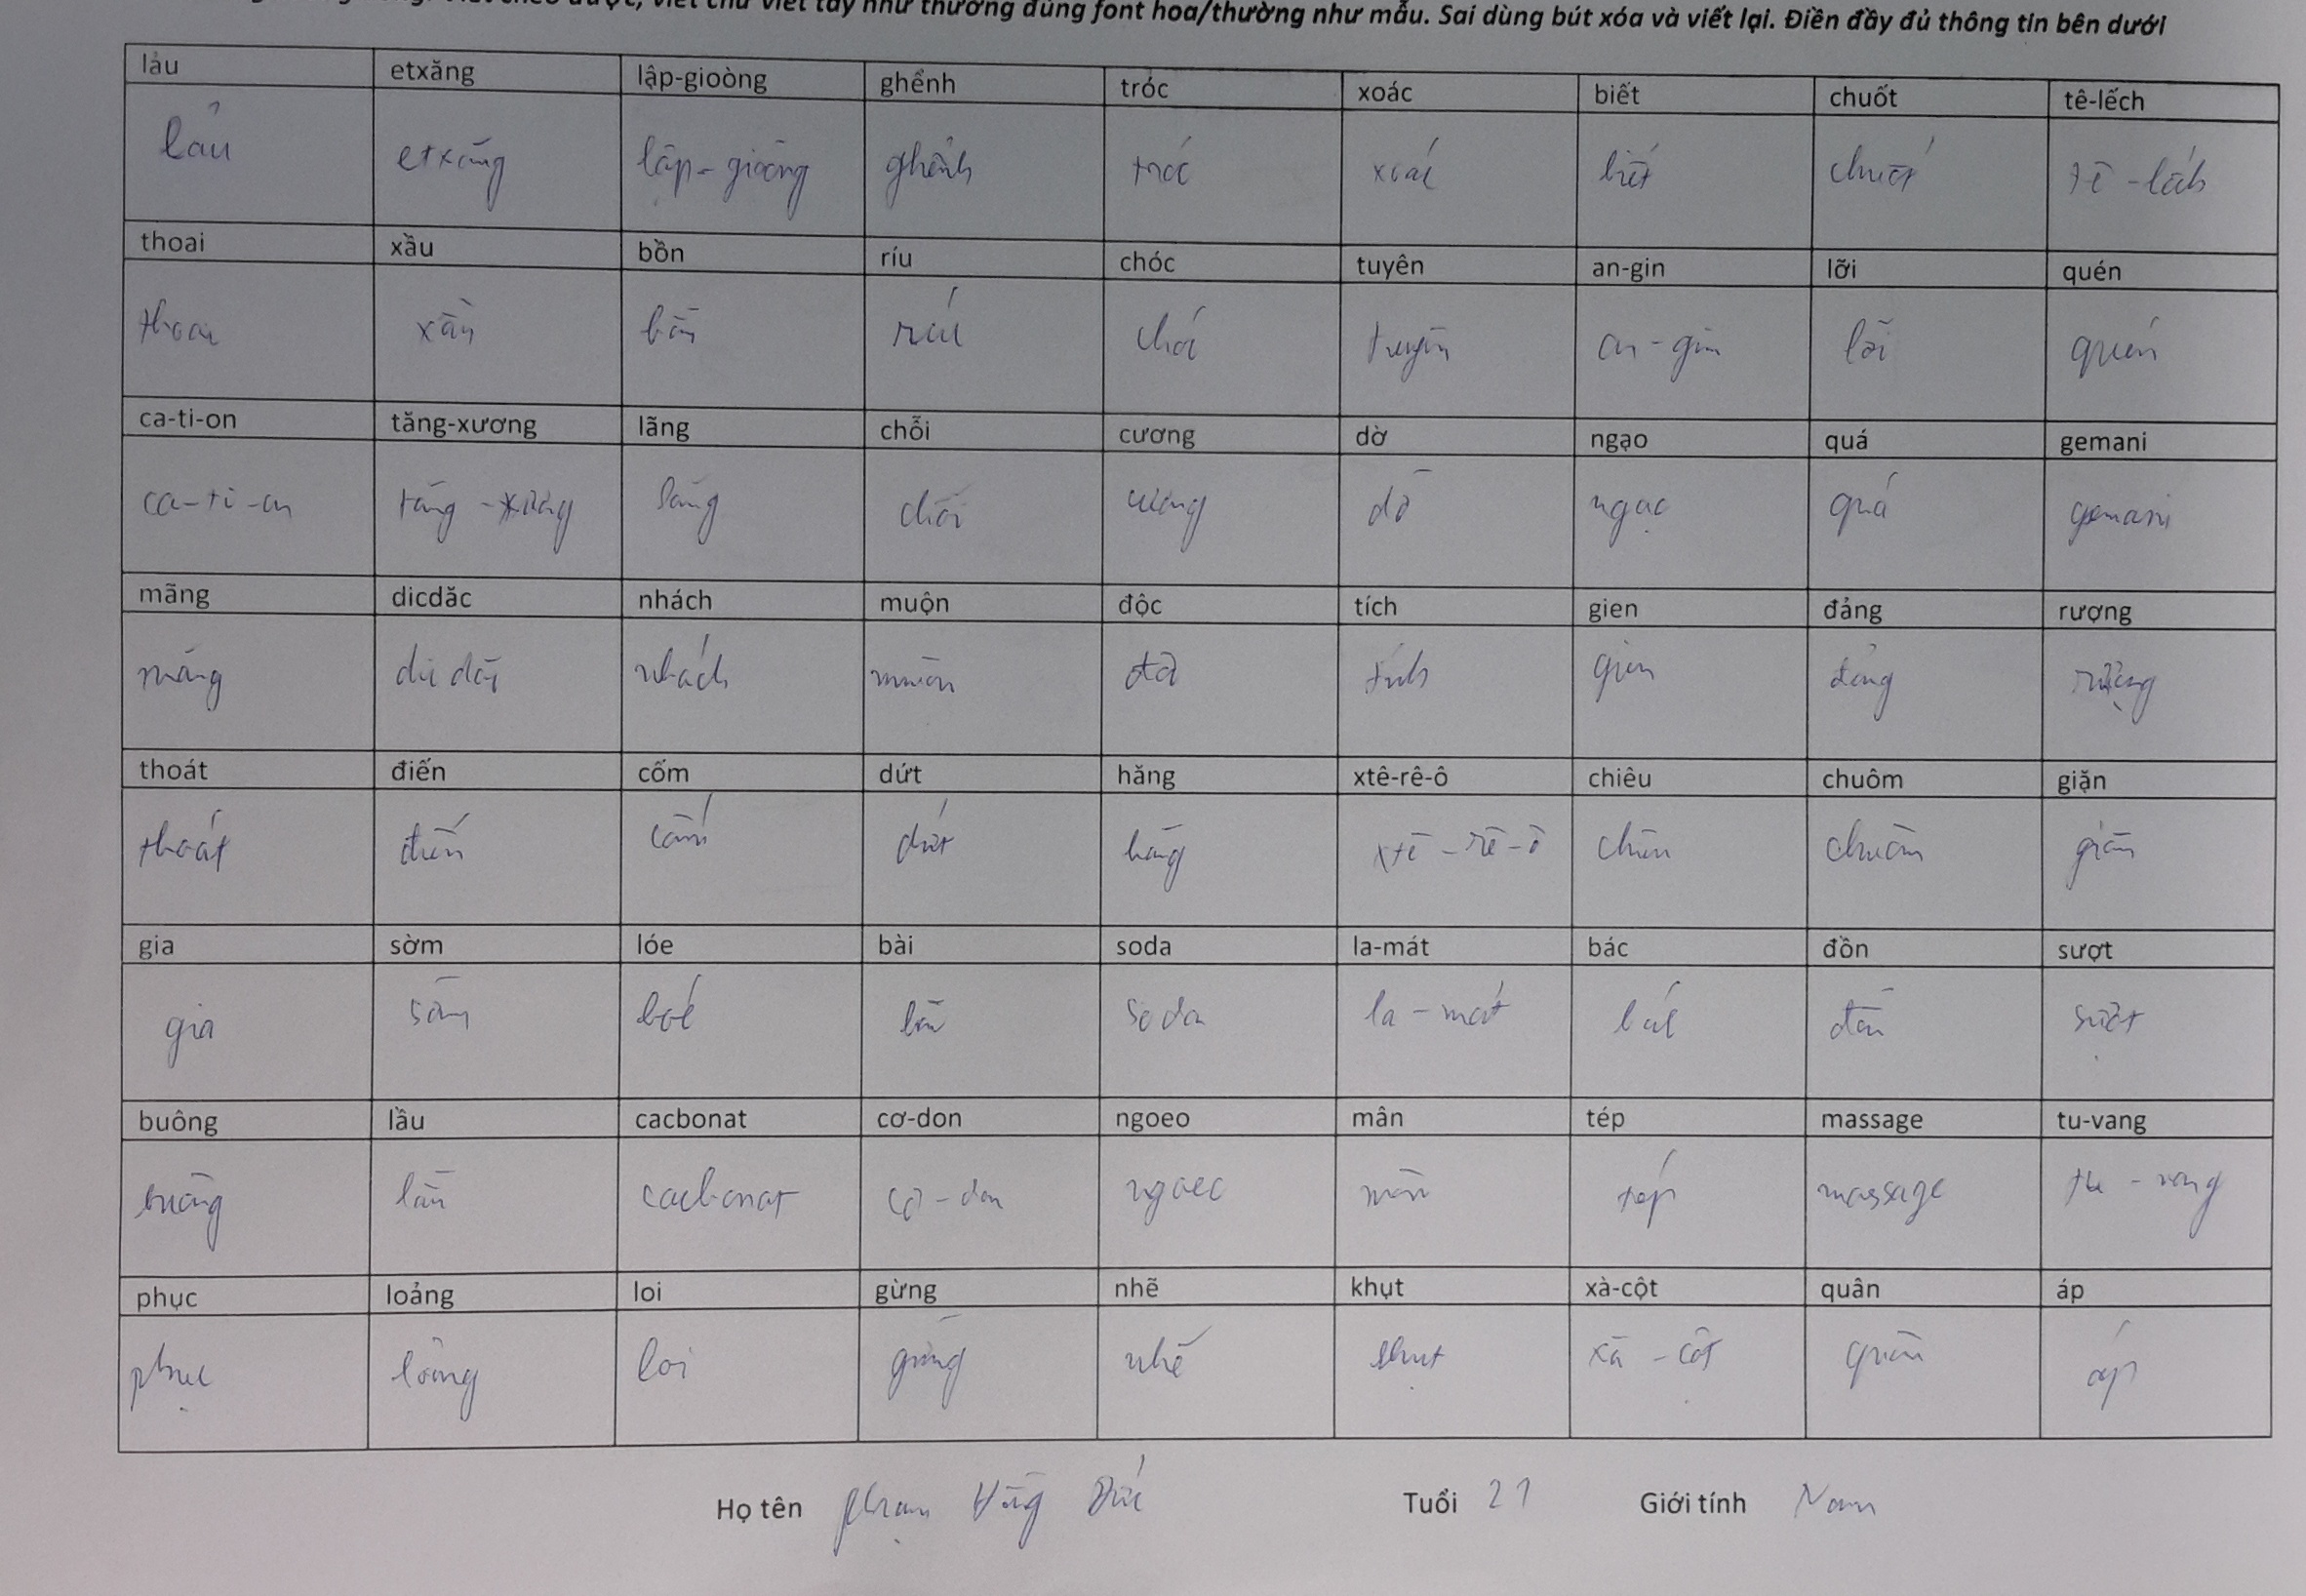 viết chữ viết tay như thường đúng font hoa/thường như mẫu. Sai dùng bút xóa và viết lại. Điền đầy đủ thông tin bên dưới
lảu etxăng lập-gioòng ghểnh tróc xoác biết chuốt tê-lếch
lảu etxăng lập-gioòng ghểnh tróc xoác biết chuốt tê-lếch
thoai xầu bồn ríu chóc tuyên an-gin lỡi quén
thoai xầu bồn ríu chóc tuyên an-gin lỡi quén
ca-ti-on tăng-xương lãng chỗi cương dờ ngạo quá gemani
ca-ti-on tăng-xương lãng chỗi cương dờ ngạo quá gemani
mãng dicdăc nhách muộn độc tích gien đảng rượng
mãng dicdăc nhách muộn độc tích gien đảng rượng
thoát điến cốm dứt hăng xtê-rê-ô chiêu chuôm giặn
thoát điến cốm dứt hăng xtê-rê-ô chiêu chuôm giặn
gia sờm lóe bài soda la-mát bác đồn sượt
gia sờm loé bài soda la-mát bác đồn sượt
buông lầu cacbonat cơ-don ngoeo mân tép massage tu-vang
buông lầu cacbonat cơ-don ngoeo mân tép massage tu-vang
phục loảng loi gừng nhẽ khụt xà-cột quân áp
phục loảng loi gừng nhẽ khụt xà-cột quân áp
Họ tên Phạm Đức Tuổi 21 Giới tính Nam